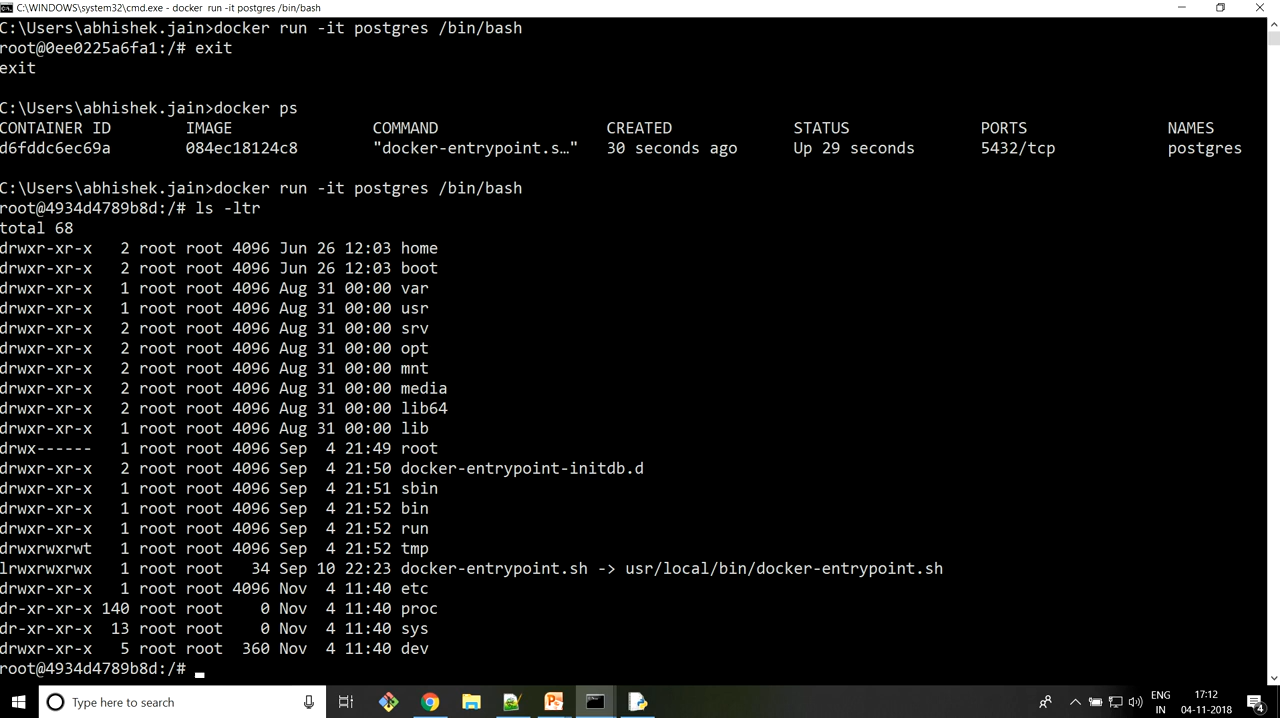 C:\WINDOWS\system32\cmd.exe - docker run -it postgres /bin/bash
C:\Users\abhishek.jain>docker run -it postgres /bin/bash
root@0ee0225a6fa1:/# exit
exit
C:\Users\abhishek.jain>docker ps
CONTAINER ID IMAGE COMMAND CREATED STATUS PORTS NAMES
d6fddc6ec69a 084ec18124c8 "docker-entrypoint.s…" 30 seconds ago Up 29 seconds 5432/tcp postgres
C:\Users\abhishek.jain>docker run -it postgres /bin/bash
root@4934d4789b8d:/# ls -ltr
total 68
drwxr-xr-x 2 root root 4096 Jun 26 12:03 home
drwxr-xr-x 2 root root 4096 Jun 26 12:03 boot
drwxr-xr-x 1 root root 4096 Aug 31 00:00 var
drwxr-xr-x 1 root root 4096 Aug 31 00:00 usr
drwxr-xr-x 2 root root 4096 Aug 31 00:00 srv
drwxr-xr-x 2 root root 4096 Aug 31 00:00 opt
drwxr-xr-x 2 root root 4096 Aug 31 00:00 mnt
drwxr-xr-x 2 root root 4096 Aug 31 00:00 media
drwxr-xr-x 2 root root 4096 Aug 31 00:00 lib64
drwxr-xr-x 1 root root 4096 Aug 31 00:00 lib
drwx------ 1 root root 4096 Sep 4 21:49 root
drwxr-xr-x 2 root root 4096 Sep 4 21:50 docker-entrypoint-initdb.d
drwxr-xr-x 1 root root 4096 Sep 4 21:51 sbin
drwxr-xr-x 1 root root 4096 Sep 4 21:52 bin
drwxr-xr-x 1 root root 4096 Sep 4 21:52 run
drwxrwxrwt 1 root root 4096 Sep 4 21:52 tmp
lrwxrwxrwx 1 root root 34 Sep 10 22:23 docker-entrypoint.sh -> usr/local/bin/docker-entrypoint.sh
drwxr-xr-x 1 root root 4096 Nov 4 11:40 etc
dr-xr-xr-x 140 root root 0 Nov 4 11:40 proc
dr-xr-xr-x 13 root root 0 Nov 4 11:40 sys
drwxr-xr-x 5 root root 360 Nov 4 11:40 dev
root@4934d4789b8d:/#
Type here to search
ENG 17:12
IN 04-11-2018
4